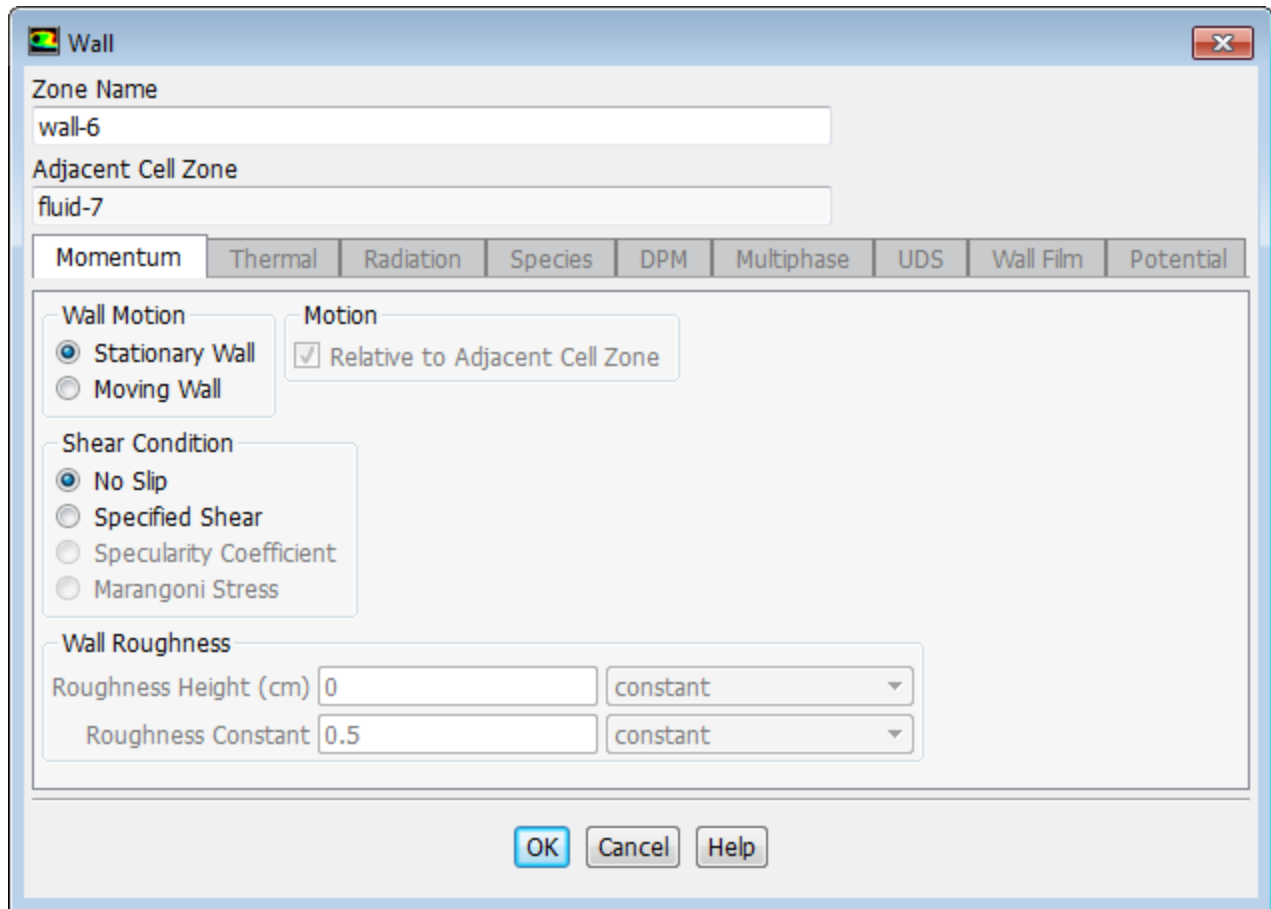 Wall
Zone Name
wall-6
Adjacent Cell Zone
fluid-7
Momentum Thermal Radiation Species DPM Multiphase UDS Wall Film Potential
Wall Motion Motion
Stationary Wall Relative to Adjacent Cell Zone
Moving Wall
Shear Condition
No Slip
Specified Shear
Specularity Coefficient
Marangoni Stress
Wall Roughness
Roughness Height (cm) 0 constant
Roughness Constant 0.5 constant
OK Cancel Help